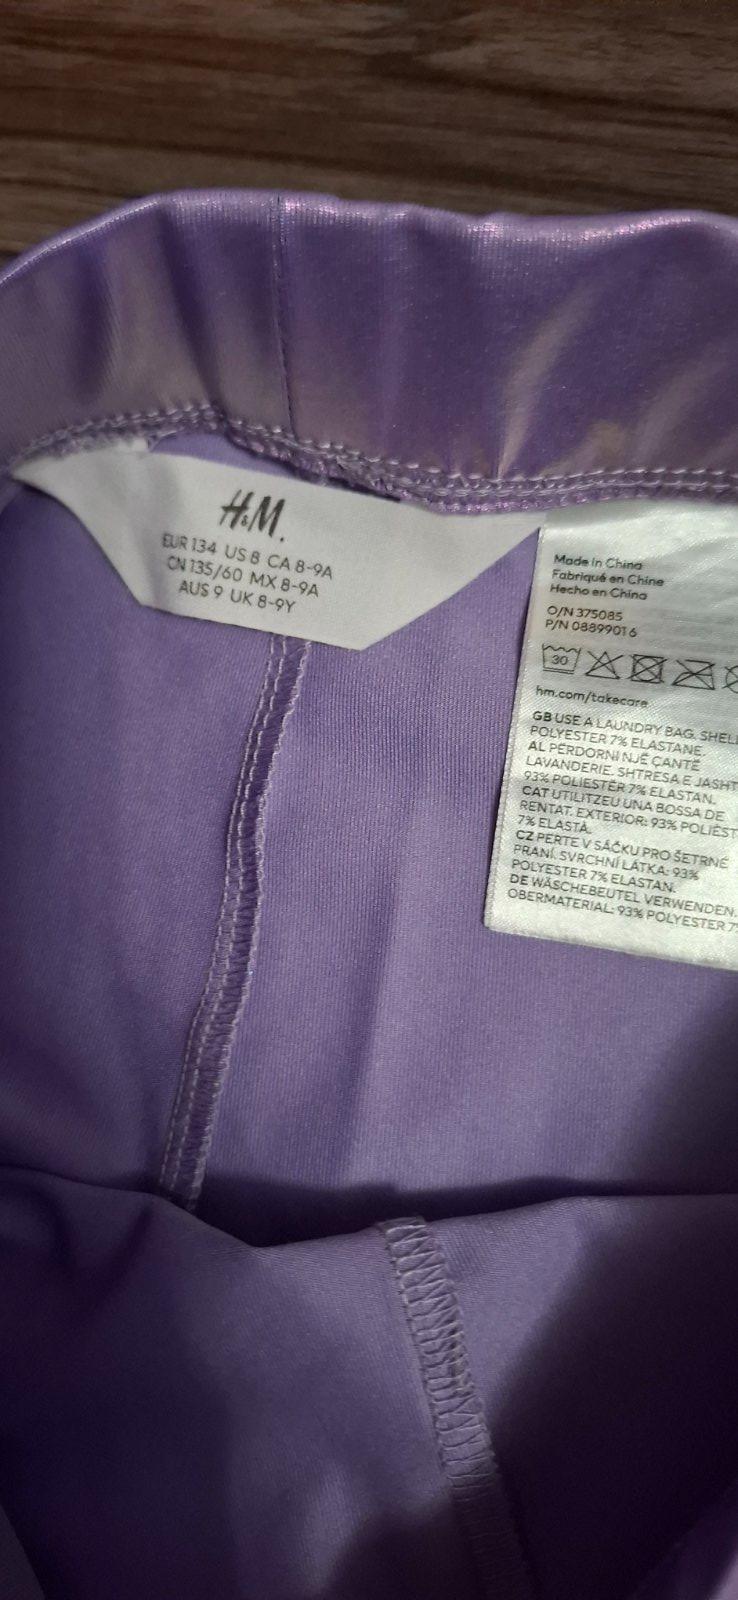 H&M.
EUR 134 US 8 CA 8-9A
CN 135/60 MX 8-9A
AUS 9 UK 8-9Y
Made in China
Fabriqué en Chine
Hecho en China
O/N 375085
P/N 08899016
30
hm.com/takecare
GB USE A LAUNDRY BAG. SHEL
POLYESTER 7% ELASTANE.
AL PËRDORNI NJË ÇANTË
LAVANDERIE. SHTRESA E JASHT
93% POLIESTËR 7% ELASTAN.
CAT UTILITZEU UNA BOSSA DE
RENTAT. EXTERIOR: 93% POLIÈST
7% ELASTÀ.
CZ PERTE V SÁČKU PRO ŠETRNÉ
PRANÍ. SVRCHNÍ LÁTKA: 93%
POLYESTER 7% ELASTAN.
DE WÄSCHEBEUTEL VERWENDEN.
OBERMATERIAL: 93% POLYESTER 7%